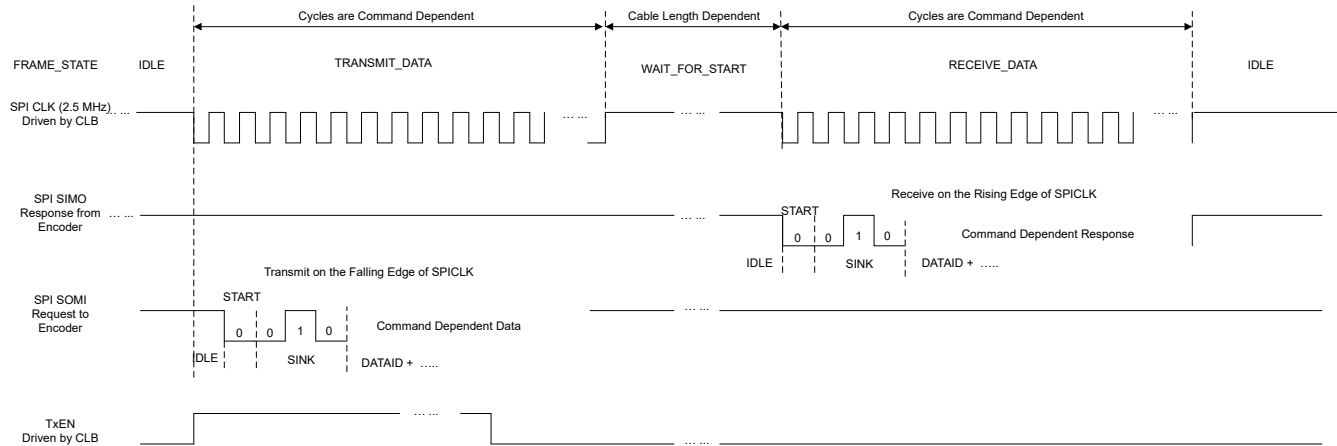 Cycles are Command Dependent
Cable Length Dependent
Cycles are Command Dependent
FRAME_STATE
IDLE
TRANSMIT_DATA
WAIT_FOR_START
RECEIVE_DATA
IDLE
SPI CLK (2.5 MHz)
Driven by CLB
... ...
... ...
... ...
... ...
SPI SIMO
Response from
Encoder
... ...
... ...
Receive on the Rising Edge of SPICLK
START
0 0 1 0
Command Dependent Response
IDLE
SINK
DATAID + .....
Transmit on the Falling Edge of SPICLK
SPI SOMI
Request to
Encoder
START
0 0 1 0
Command Dependent Data
... ...
IDLE
SINK
DATAID + .....
TxEN
Driven by CLB
... ...
... ...